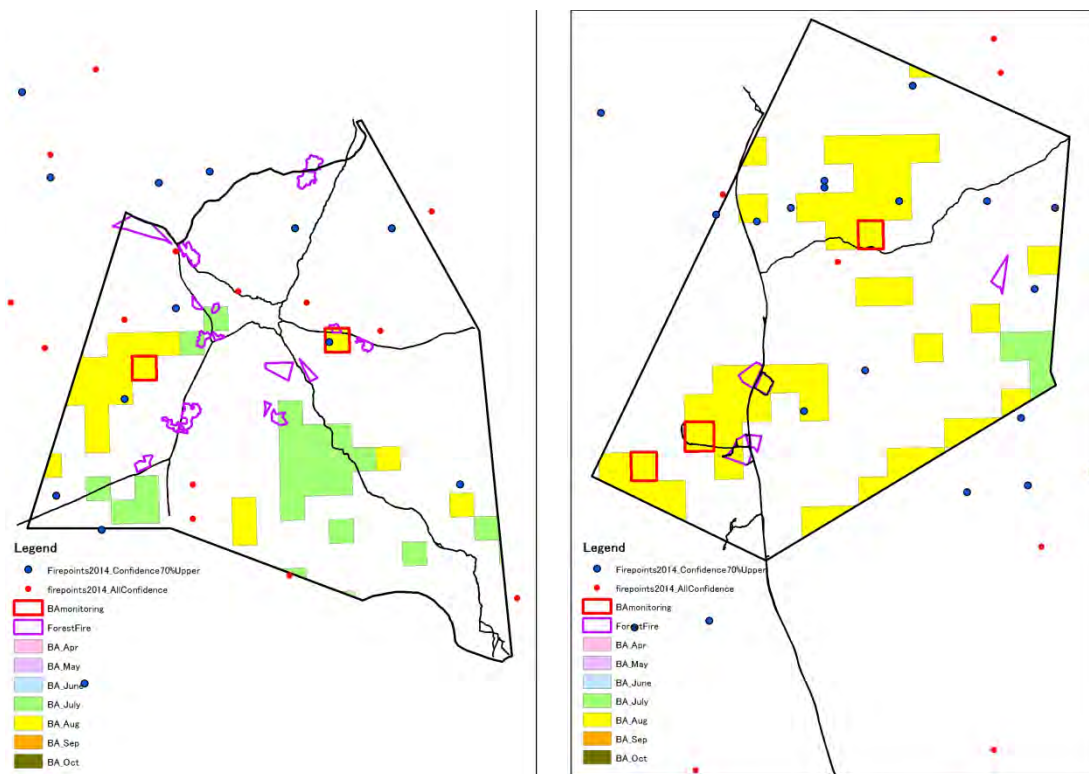 Legend
Firepoints2014_Confidence70%Upper
firepoints2014_AllConfidence
BAmonitoring
ForestFire
BA_Apr
BA_May
BA_June
BA_July
BA_Aug
BA_Sep
BA_Oct
Legend
Firepoints2014_Confidence70%Upper
firepoints2014_AllConfidence
BAmonitoring
ForestFire
BA_Apr
BA_May
BA_June
BA_July
BA_Aug
BA_Sep
BA_Oct